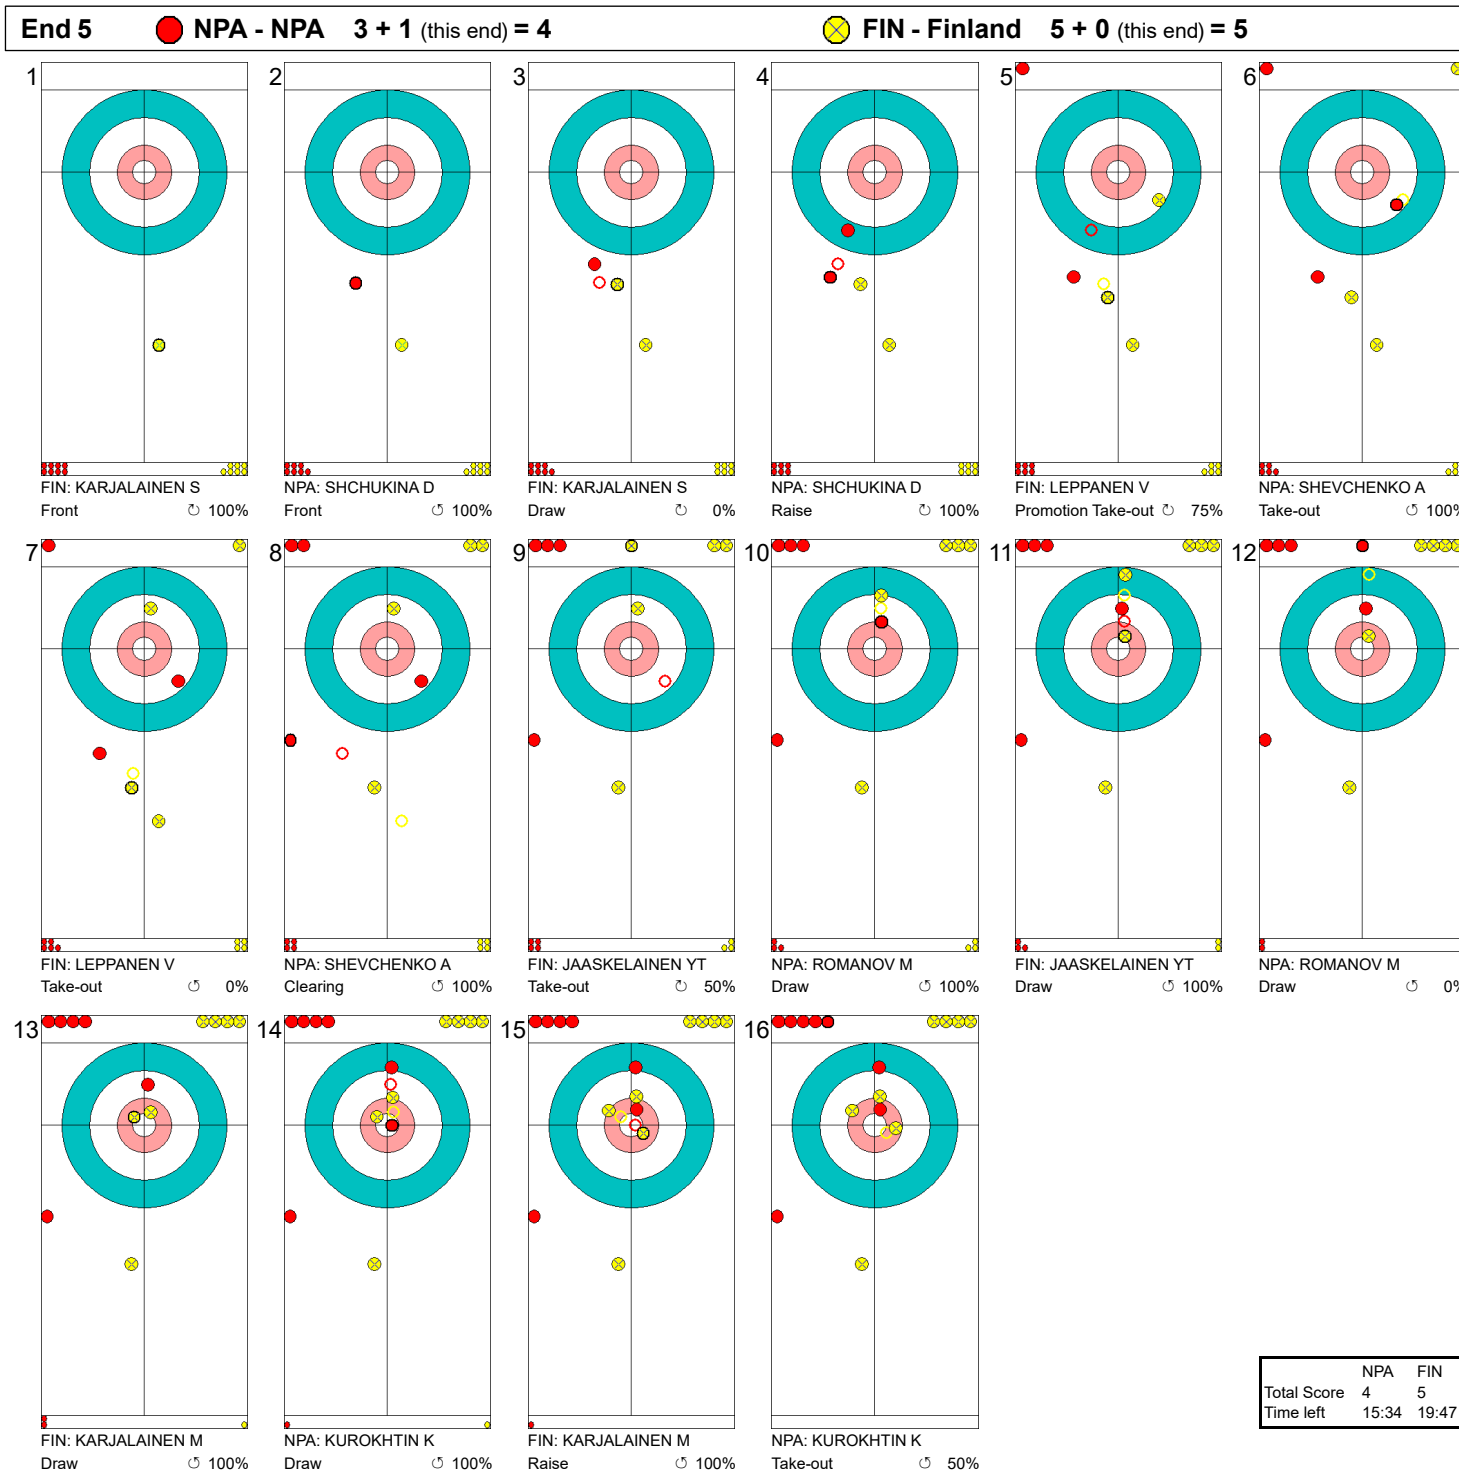 End 5 NPA - NPA 3 + 1 (this end) = 4 FIN - Finland 5 + 0 (this end) = 5
1 2 3 4 5 6
FIN: KARJALAINEN S NPA: SHCHUKINA D FIN: KARJALAINEN S NPA: SHCHUKINA D FIN: LEPPANEN V NPA: SHEVCHENKO A
Front 100% Front 100% Draw 0% Raise 100% Promotion Take-out 75% Take-out 100%
7 8 9 10 11 12
FIN: LEPPANEN V NPA: SHEVCHENKO A FIN: JAASKELAINEN YT NPA: ROMANOV M FIN: JAASKELAINEN YT NPA: ROMANOV M
Take-out 0% Clearing 100% Take-out 50% Draw 100% Draw 100% Draw 0%
13 14 15 16
FIN: KARJALAINEN M NPA: KUROKHTIN K FIN: KARJALAINEN M NPA: KUROKHTIN K
Draw 100% Draw 100% Raise 100% Take-out 50%
NPA FIN
Total Score 4 5
Time left 15:34 19:47